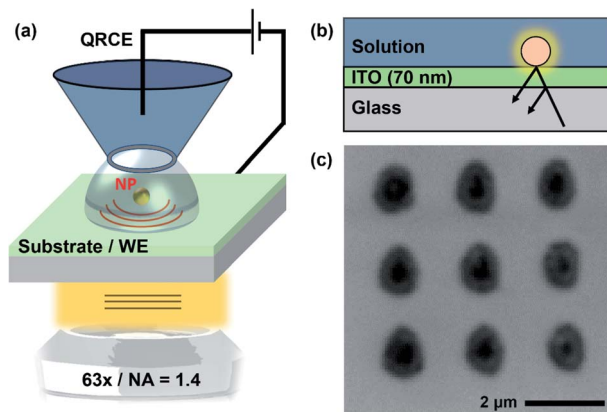 (a)
QRCE
NP
Substrate / WE
63x / NA = 1.4
(b)
Solution
ITO (70 nm)
Glass
(c)
2 µm